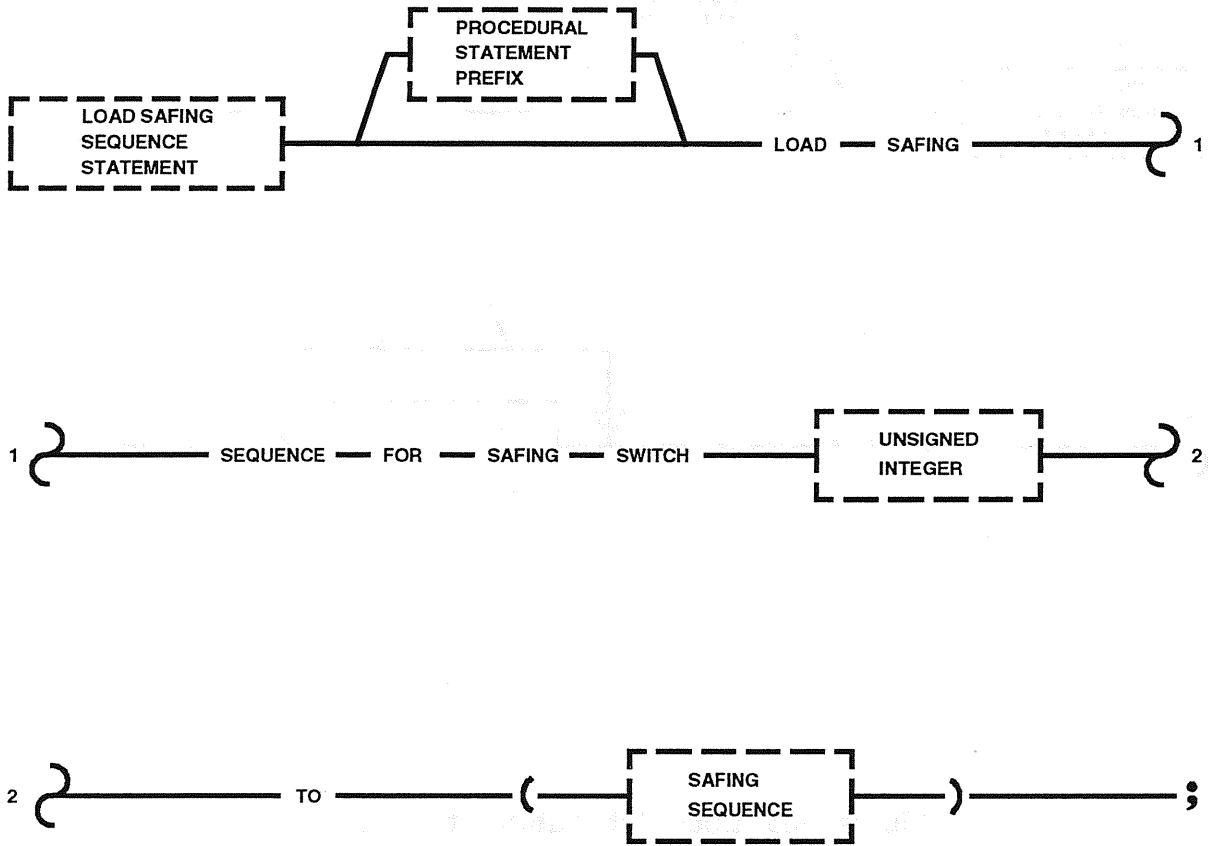 PROCEDURAL
STATEMENT
PREFIX
LOAD SAFING
SEQUENCE
STATEMENT
LOAD SAFING 1
1 SEQUENCE FOR SAFING SWITCH
UNSIGNED
INTEGER
2
2 TO (
SAFING
SEQUENCE
) ;